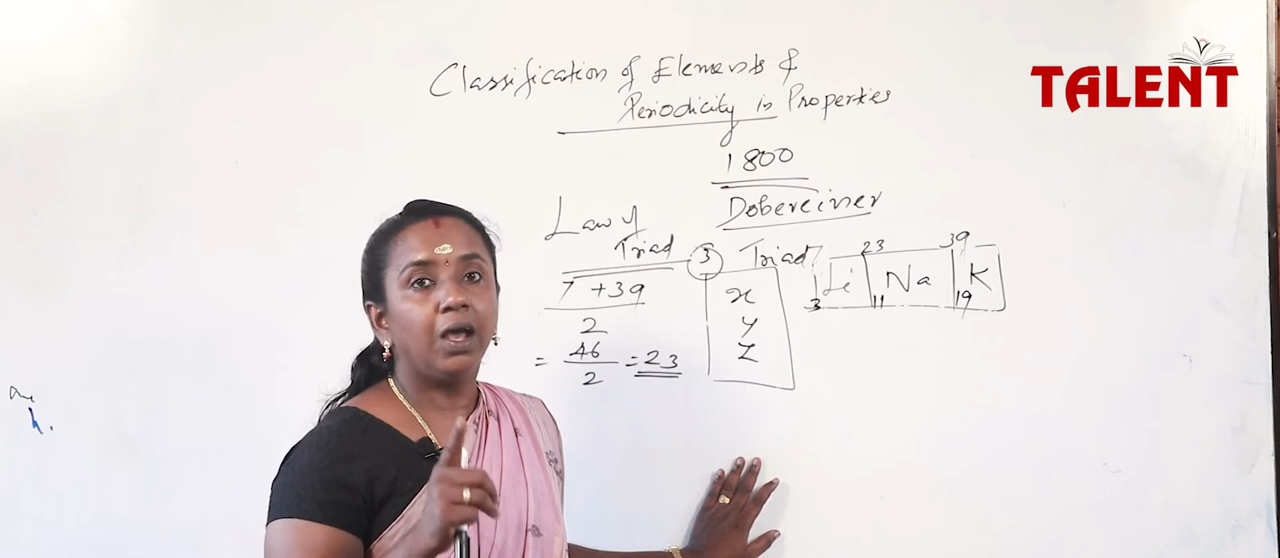 TALENT
Classification of Elements &
Periodicity in Properties
1800
Dobereiner
Law of
Triad
3 Triad
7 + 39
2
= 46 = 23
2
x
y
z
23 39
Li Na K
3 11 19
h.